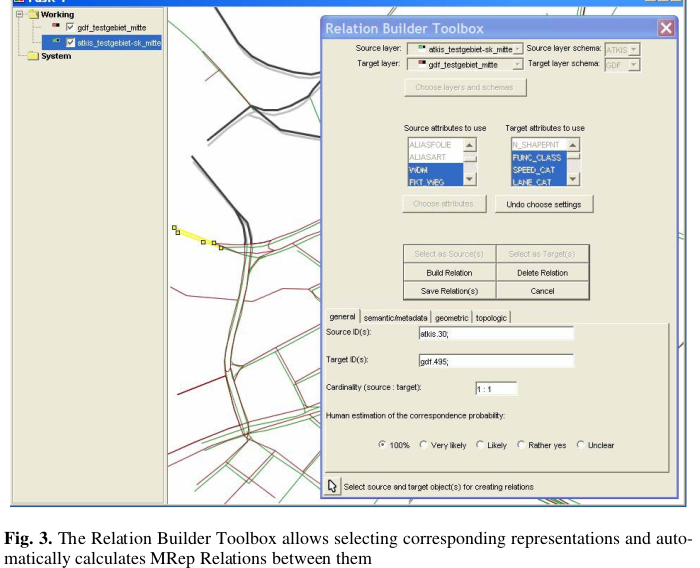 Working
gdf_testgebiet_mitte
atkis_testgebiet-sk_mitte
System
Relation Builder Toolbox
Source layer: atkis_testgebiet-sk_mitte Source layer schema: ATKIS
Target layer: gdf_testgebiet_mitte Target layer schema: GDF
Choose layers and schemas
Source attributes to use Target attributes to use
ALIASFOLIE N_SHAPEPNT
ALIASART FUNC_CLASS
WDM SPEED_CAT
FKT_WEG LANE_CAT
Choose attributes Undo choose settings
Select as Source(s) Select as Target(s)
Build Relation Delete Relation
Save Relation(s) Cancel
general semantic/metadata geometric topologic
Source ID(s): atkis.30;
Target ID(s): gdf.495;
Cardinality (source : target): 1 : 1
Human estimation of the correspondence probability:
100% Very likely Likely Rather yes Unclear
Select source and target object(s) for creating relations
Fig. 3. The Relation Builder Toolbox allows selecting corresponding representations and auto-
matically calculates MRep Relations between them